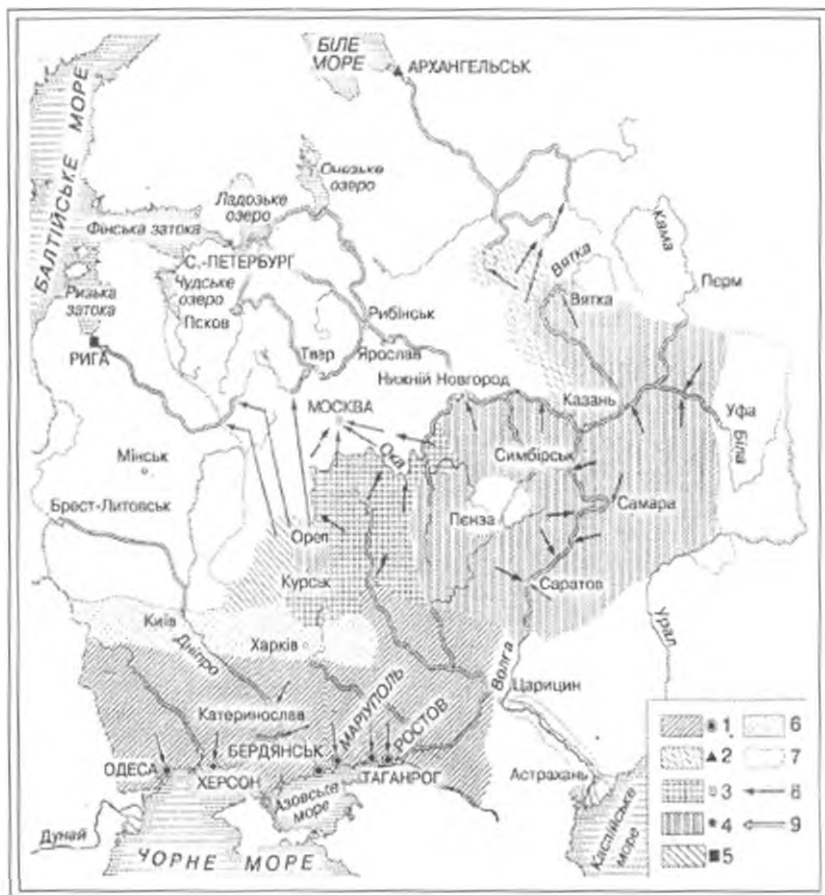 БІЛЕ
МОРЕ
АРХАНГЕЛЬСЬК
БАЛТІЙСЬКЕ МОРЕ
Онезьке
озеро
Ладозьке
озеро
Фінська затока
С.-ПЕТЕРБУРГ
Чудське
озеро
Псков
Ризька
затока
РИГА
Вятка
Кама
Вятка
Перм
Рибінськ
Твер
Ярослав
Нижній Новгород
МОСКВА
Ока
Казань
Уфа
Біла
Симбірськ
Мінськ
Самара
Пенза
Брест-Литовськ
Орел
Курськ
Саратов
Київ
Дніпро
Харків
Волга
Урал
Царицин
Катеринослав
МАРІУПОЛЬ
БЕРДЯНСЬК
РОСТОВ
ОДЕСА
ХЕРСОН
ТАГАНРОГ
Азовське
море
Астрахань
Дунай
ЧОРНЕ МОРЕ
Каспійське
море
1 6
2 7
3 8
4 9
5